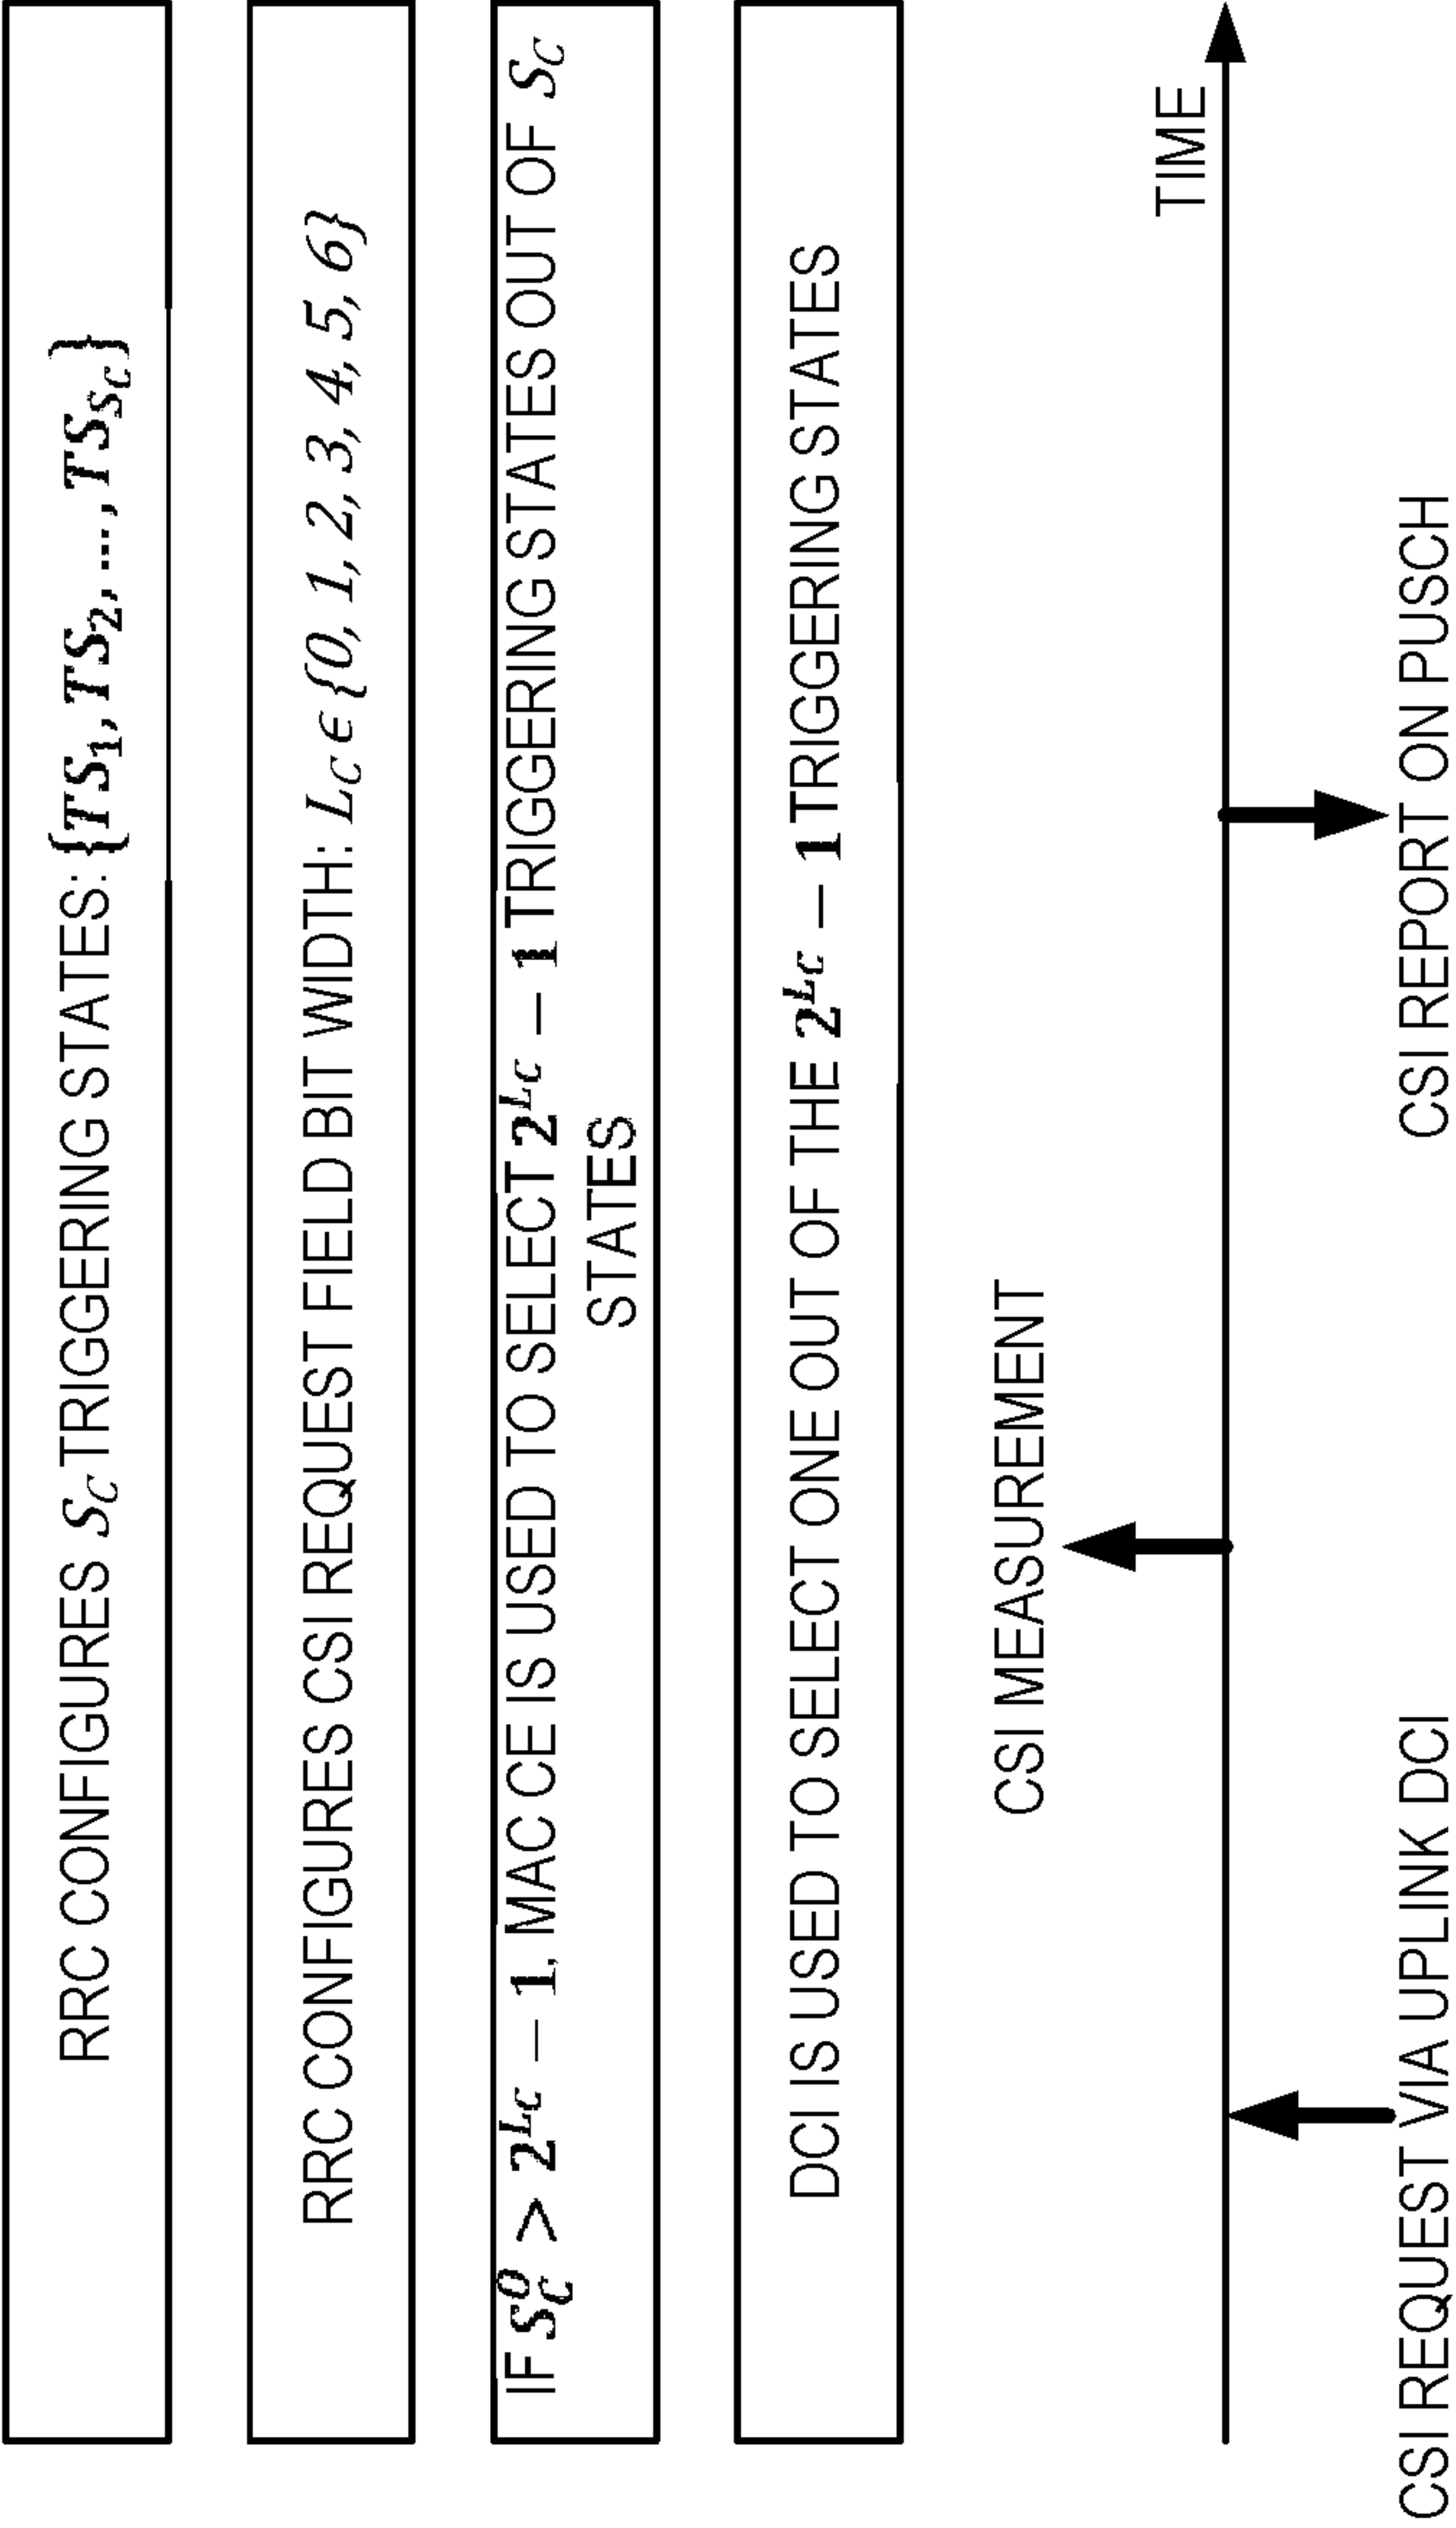 RRC CONFIGURES S_C TRIGGERING STATES: {TS_1, TS_2, ..., TS_{S_C}}
RRC CONFIGURES CSI REQUEST FIELD BIT WIDTH: L_C ϵ {0, 1, 2, 3, 4, 5, 6}
IF S_C^0 > 2^{L_C} − 1, MAC CE IS USED TO SELECT 2^{L_C} − 1 TRIGGERING STATES OUT OF S_C
STATES
DCI IS USED TO SELECT ONE OUT OF THE 2^{L_C} − 1 TRIGGERING STATES
CSI MEASUREMENT
TIME
CSI REQUEST VIA UPLINK DCI
CSI REPORT ON PUSCH